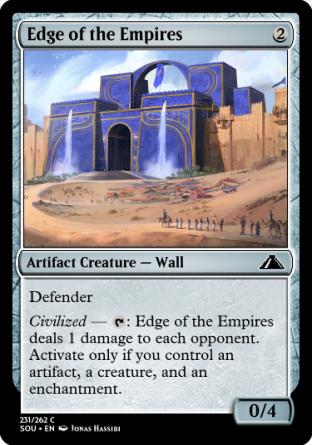 Edge of the Empires 2
Artifact Creature — Wall
Defender
Civilized — : Edge of the Empires
deals 1 damage to each opponent.
Activate only if you control an
artifact, a creature, and an
enchantment.
0/4
231/262 C
SOU • EN Jonas Hassibi